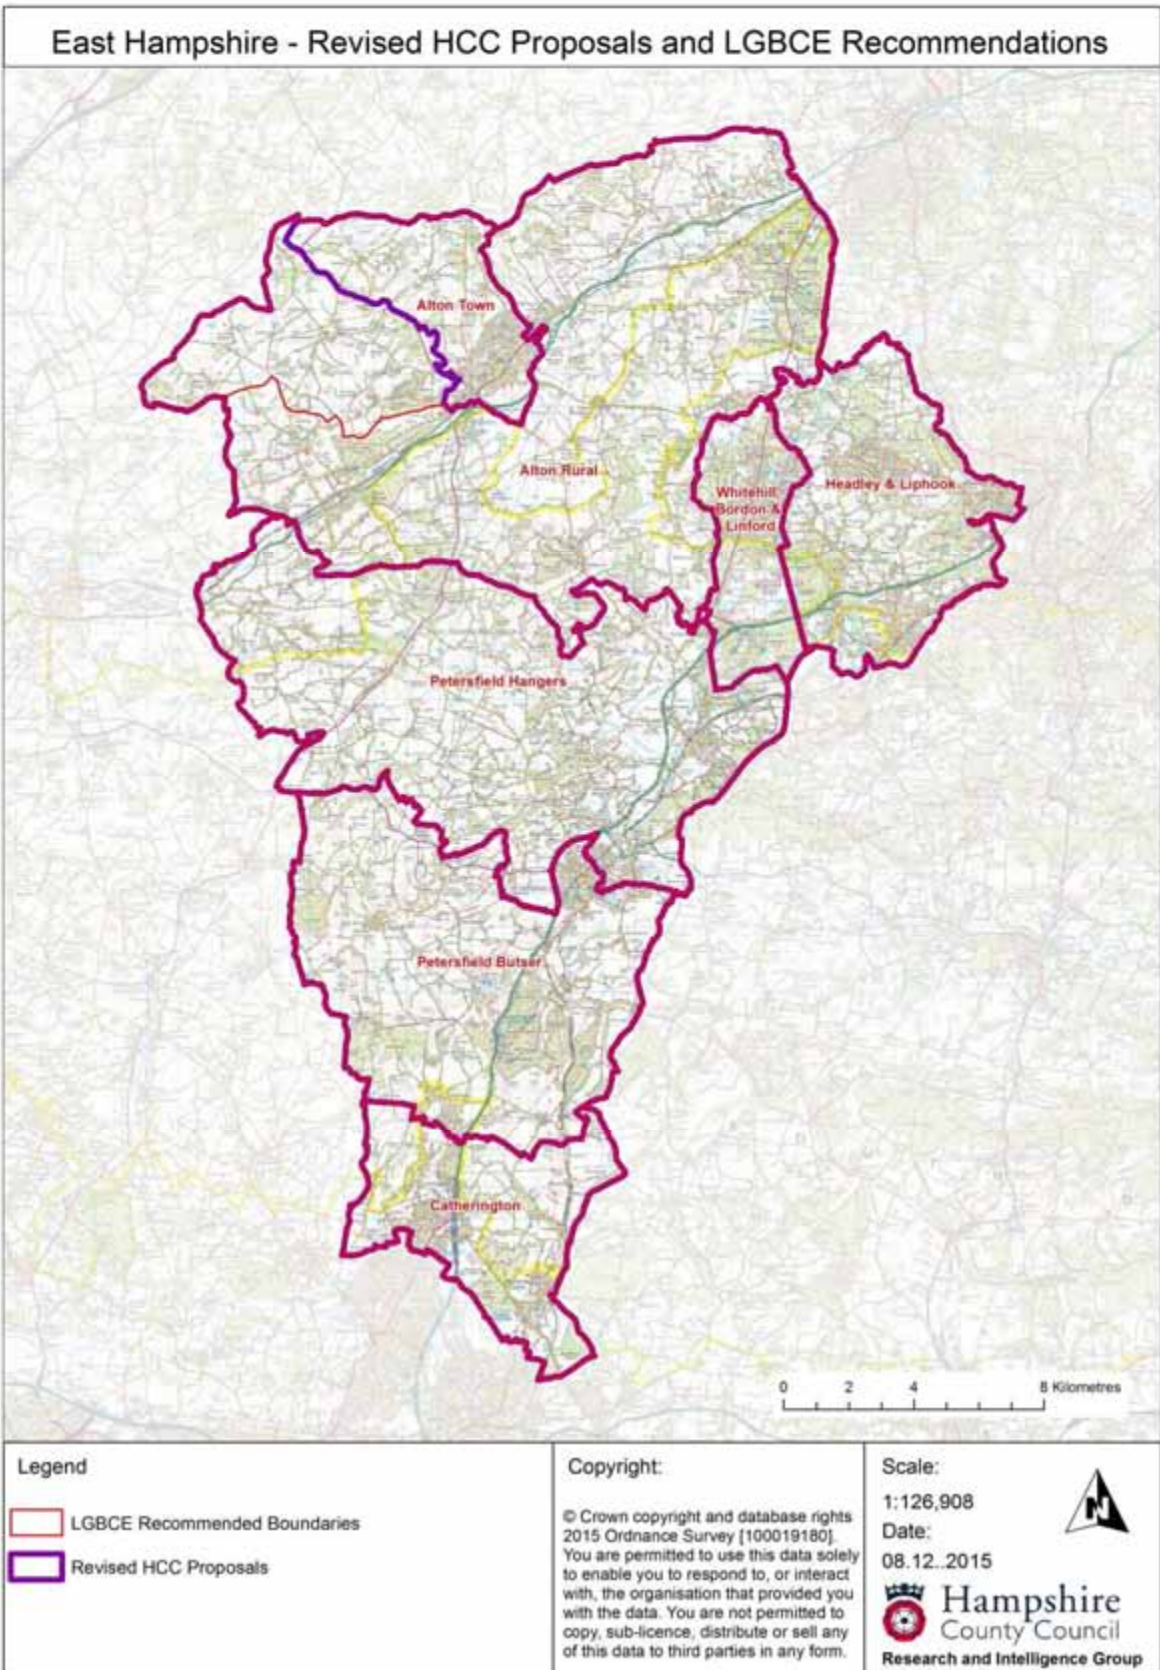 East Hampshire - Revised HCC Proposals and LGBCE Recommendations
Alton Town
Alton Rural
Whitehill
Bordon &
Linford
Headley & Liphook
Petersfield Hangers
Petersfield Butser
Catherington
0 2 4 8 Kilometres
Legend
LGBCE Recommended Boundaries
Revised HCC Proposals
Copyright:
© Crown copyright and database rights
2015 Ordnance Survey [100019180].
You are permitted to use this data solely
to enable you to respond to, or interact
with, the organisation that provided you
with the data. You are not permitted to
copy, sub-licence, distribute or sell any
of this data to third parties in any form.
Scale:
1:126,908
Date:
08.12..2015
N
Hampshire
County Council
Research and Intelligence Group